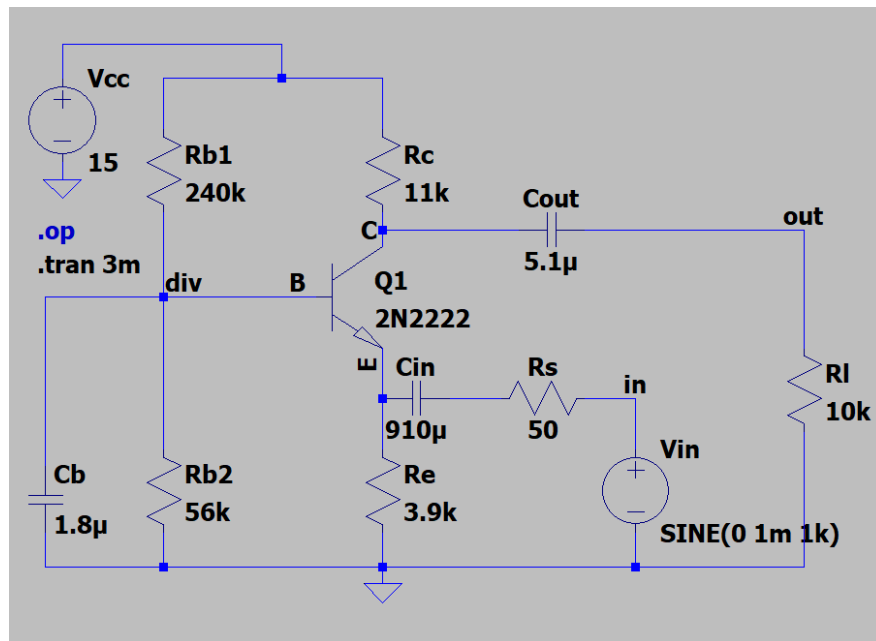 Vcc
15
Rb1
240k
Rc
11k
Cout
5.1µ
out
.op
.tran 3m
div
B
C
Q1
2N2222
E
Cin
910µ
Rs
50
in
Rl
10k
Vin
SINE(0 1m 1k)
Cb
1.8µ
Rb2
56k
Re
3.9k